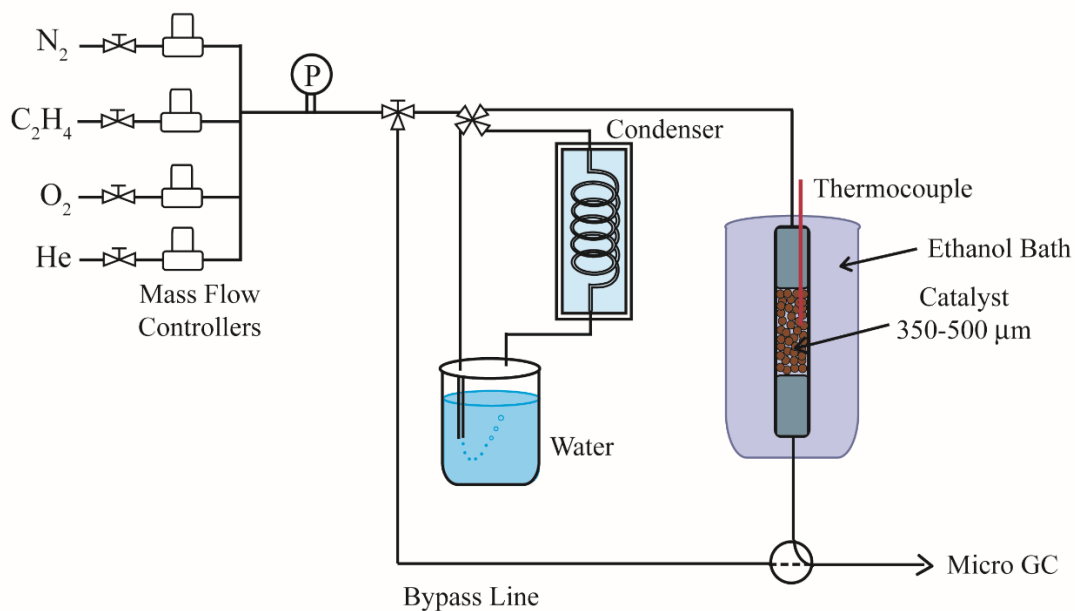 N₂
C₂H₄
O₂
He
Mass Flow
Controllers
P
Condenser
Thermocouple
Ethanol Bath
Catalyst
350-500 μm
Water
Micro GC
Bypass Line